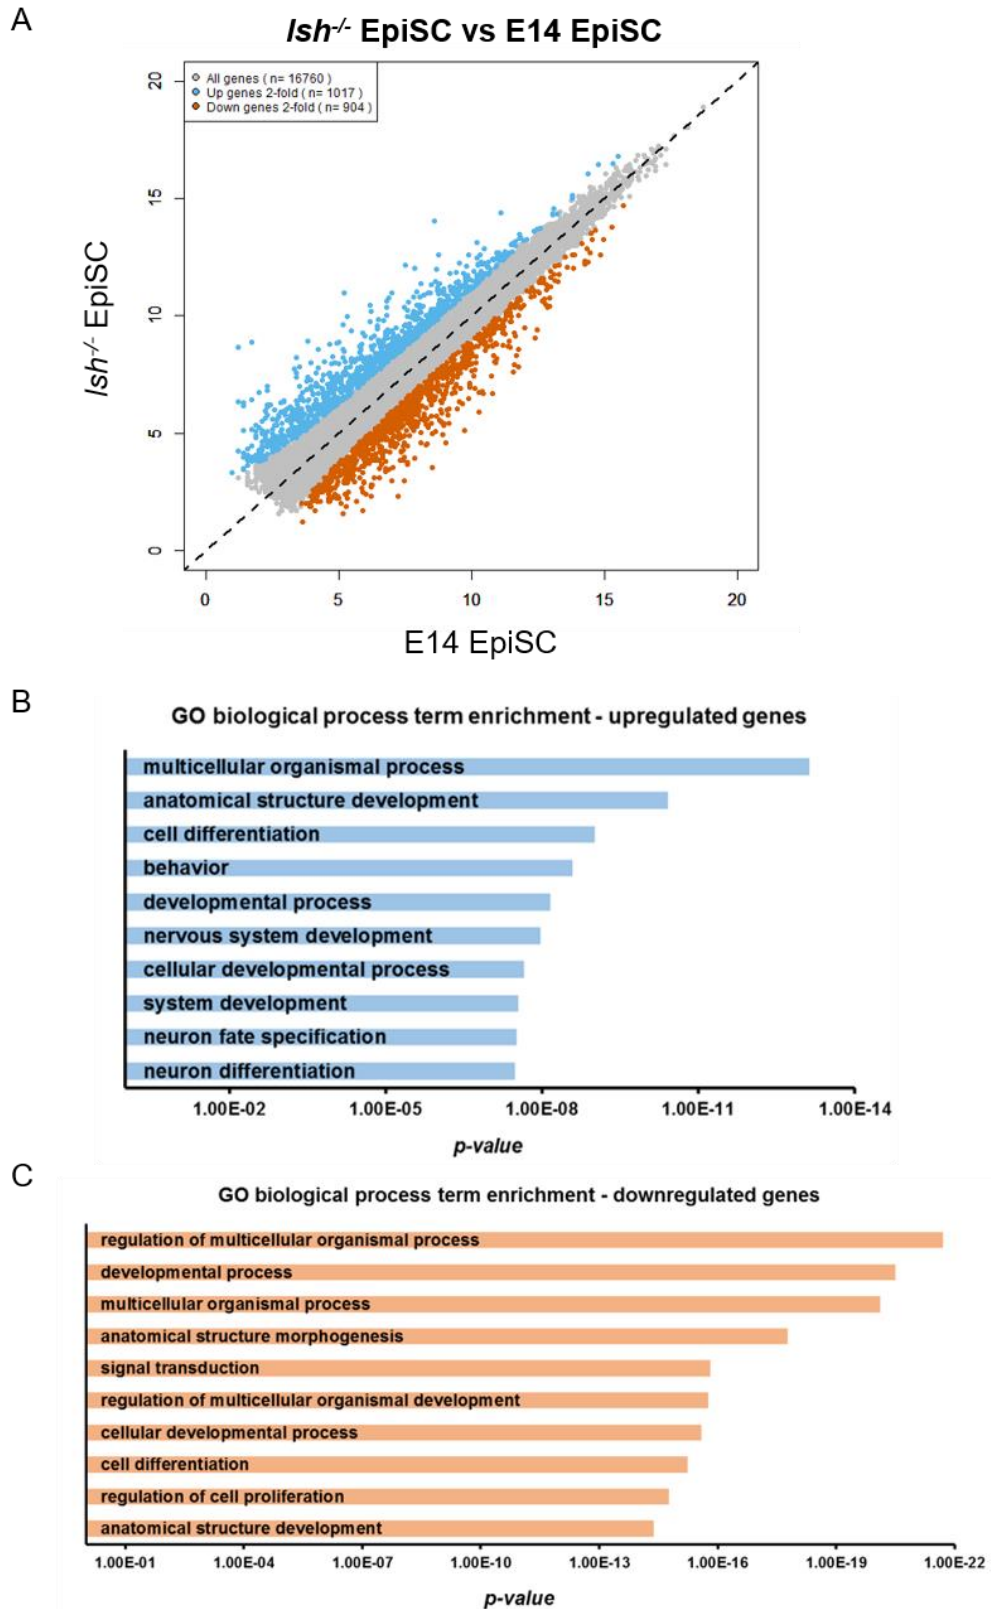 A
lsh-/- EpiSC vs E14 EpiSC
All genes ( n= 16760 )
Up genes 2-fold ( n= 1017 )
Down genes 2-fold ( n= 904 )
20
15
10
5
0
lsh-/- EpiSC
0 5 10 15 20
E14 EpiSC
B
GO biological process term enrichment - upregulated genes
multicellular organismal process
anatomical structure development
cell differentiation
behavior
developmental process
nervous system development
cellular developmental process
system development
neuron fate specification
neuron differentiation
1.00E-02 1.00E-05 1.00E-08 1.00E-11 1.00E-14
p-value
C
GO biological process term enrichment - downregulated genes
regulation of multicellular organismal process
developmental process
multicellular organismal process
anatomical structure morphogenesis
signal transduction
regulation of multicellular organismal development
cellular developmental process
cell differentiation
regulation of cell proliferation
anatomical structure development
1.00E-01 1.00E-04 1.00E-07 1.00E-10 1.00E-13 1.00E-16 1.00E-19 1.00E-22
p-value